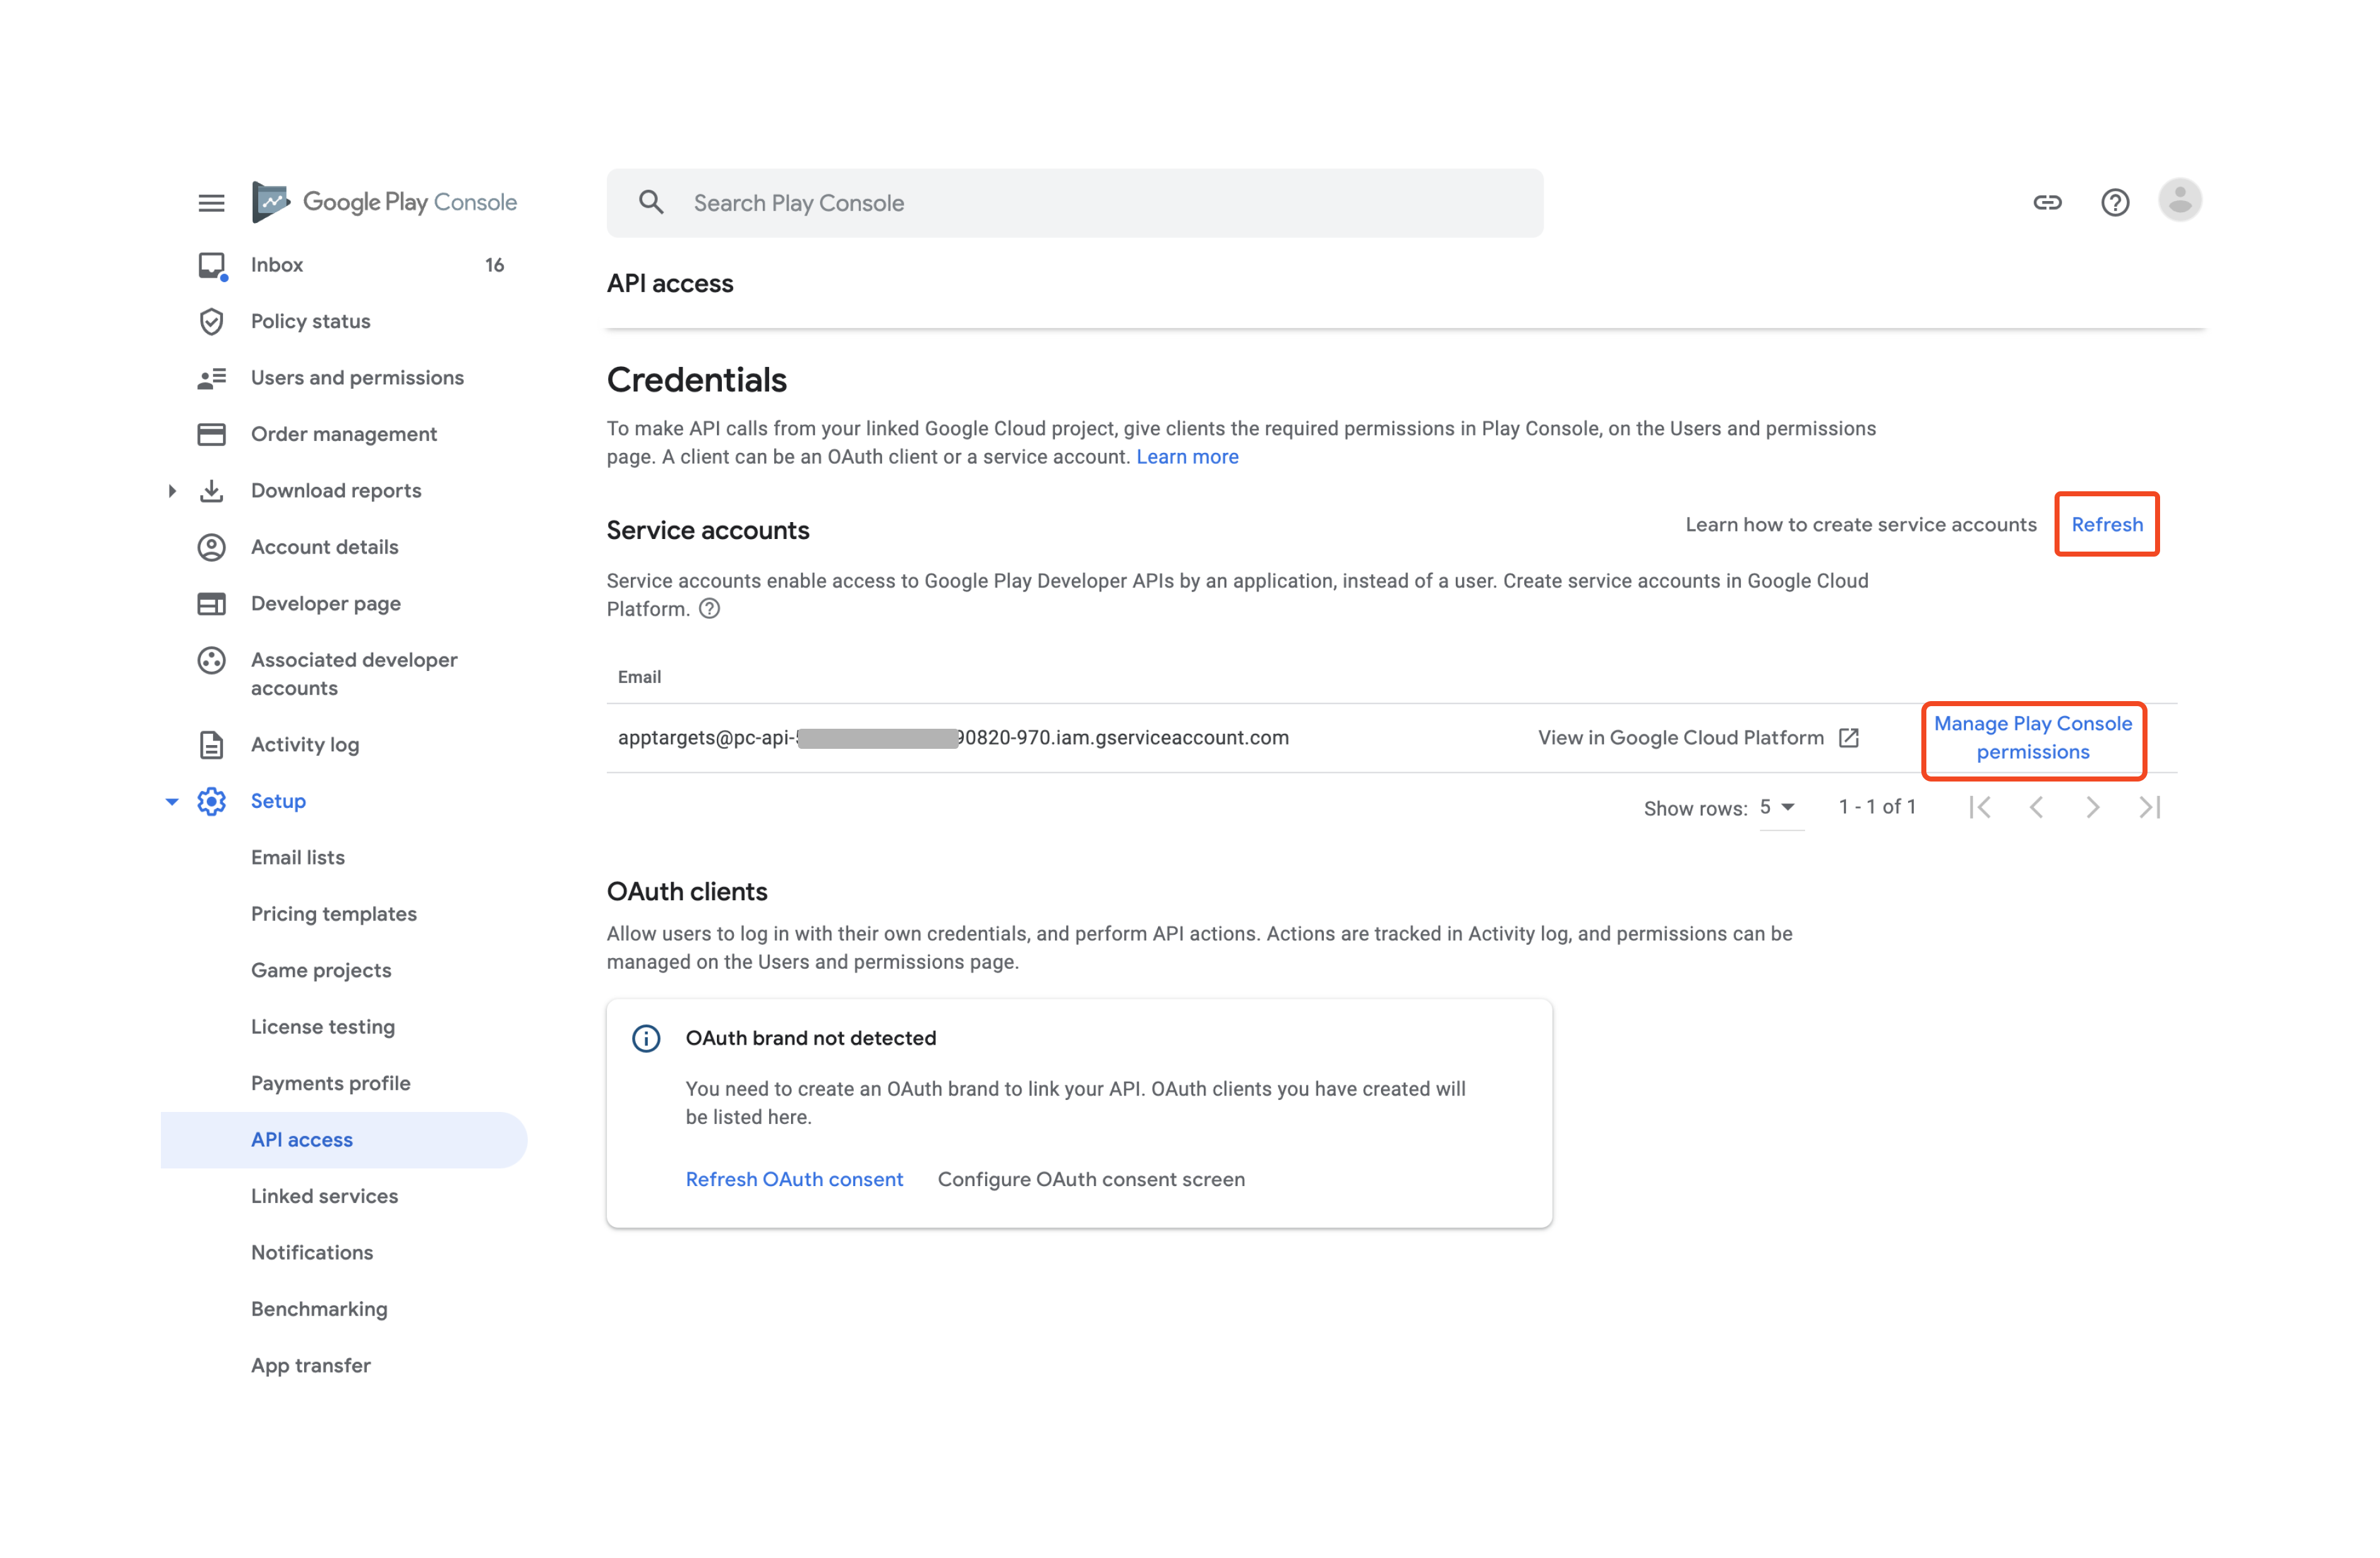 Google Play Console
Search Play Console
Inbox 16
Policy status
Users and permissions
Order management
Download reports
Account details
Developer page
Associated developer
accounts
Activity log
Setup
Email lists
Pricing templates
Game projects
License testing
Payments profile
API access
Linked services
Notifications
Benchmarking
App transfer
API access
Credentials
To make API calls from your linked Google Cloud project, give clients the required permissions in Play Console, on the Users and permissions
page. A client can be an OAuth client or a service account. Learn more
Service accounts
Learn how to create service accounts Refresh
Service accounts enable access to Google Play Developer APIs by an application, instead of a user. Create service accounts in Google Cloud
Platform.
Email
apptargets@pc-api- 90820-970.iam.gserviceaccount.com
View in Google Cloud Platform
Manage Play Console
permissions
Show rows: 5 1 - 1 of 1
OAuth clients
Allow users to log in with their own credentials, and perform API actions. Actions are tracked in Activity log, and permissions can be
managed on the Users and permissions page.
OAuth brand not detected
You need to create an OAuth brand to link your API. OAuth clients you have created will
be listed here.
Refresh OAuth consent Configure OAuth consent screen